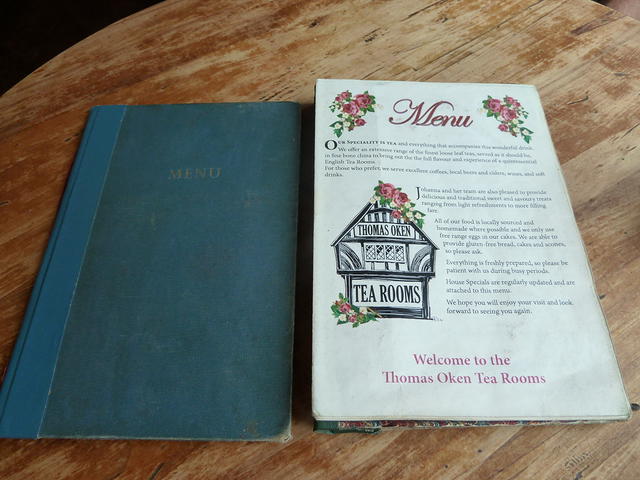 MENU
Menu
OUR SPECIALITY IS TEA and everything that accompanies this wonderful drink.
We offer an extensive range of the finest loose leaf teas, served as it should be,
in fine bone china to bring out the the full flavour and experience of a quintessential
English Tea Rooms.
For those who prefer, we serve excellent coffees, local beers and ciders, wines, and soft
drinks.
Johanna and her team are also pleased to provide
delicious and traditional sweet and savoury treats
ranging from light refreshments to more filling
fare.
All of our food is locally sourced and
homemade where possible and we only use
free range eggs in our cakes. We are able to
provide gluten-free bread, cakes and scones,
so please ask.
Everything is freshly prepared, so please be
patient with us during busy periods.
House Specials are regularly updated and are
attached to this menu.
We hope you will enjoy your visit and look
forward to seeing you again.
THOMAS OKEN
TEA ROOMS
Welcome to the
Thomas Oken Tea Rooms